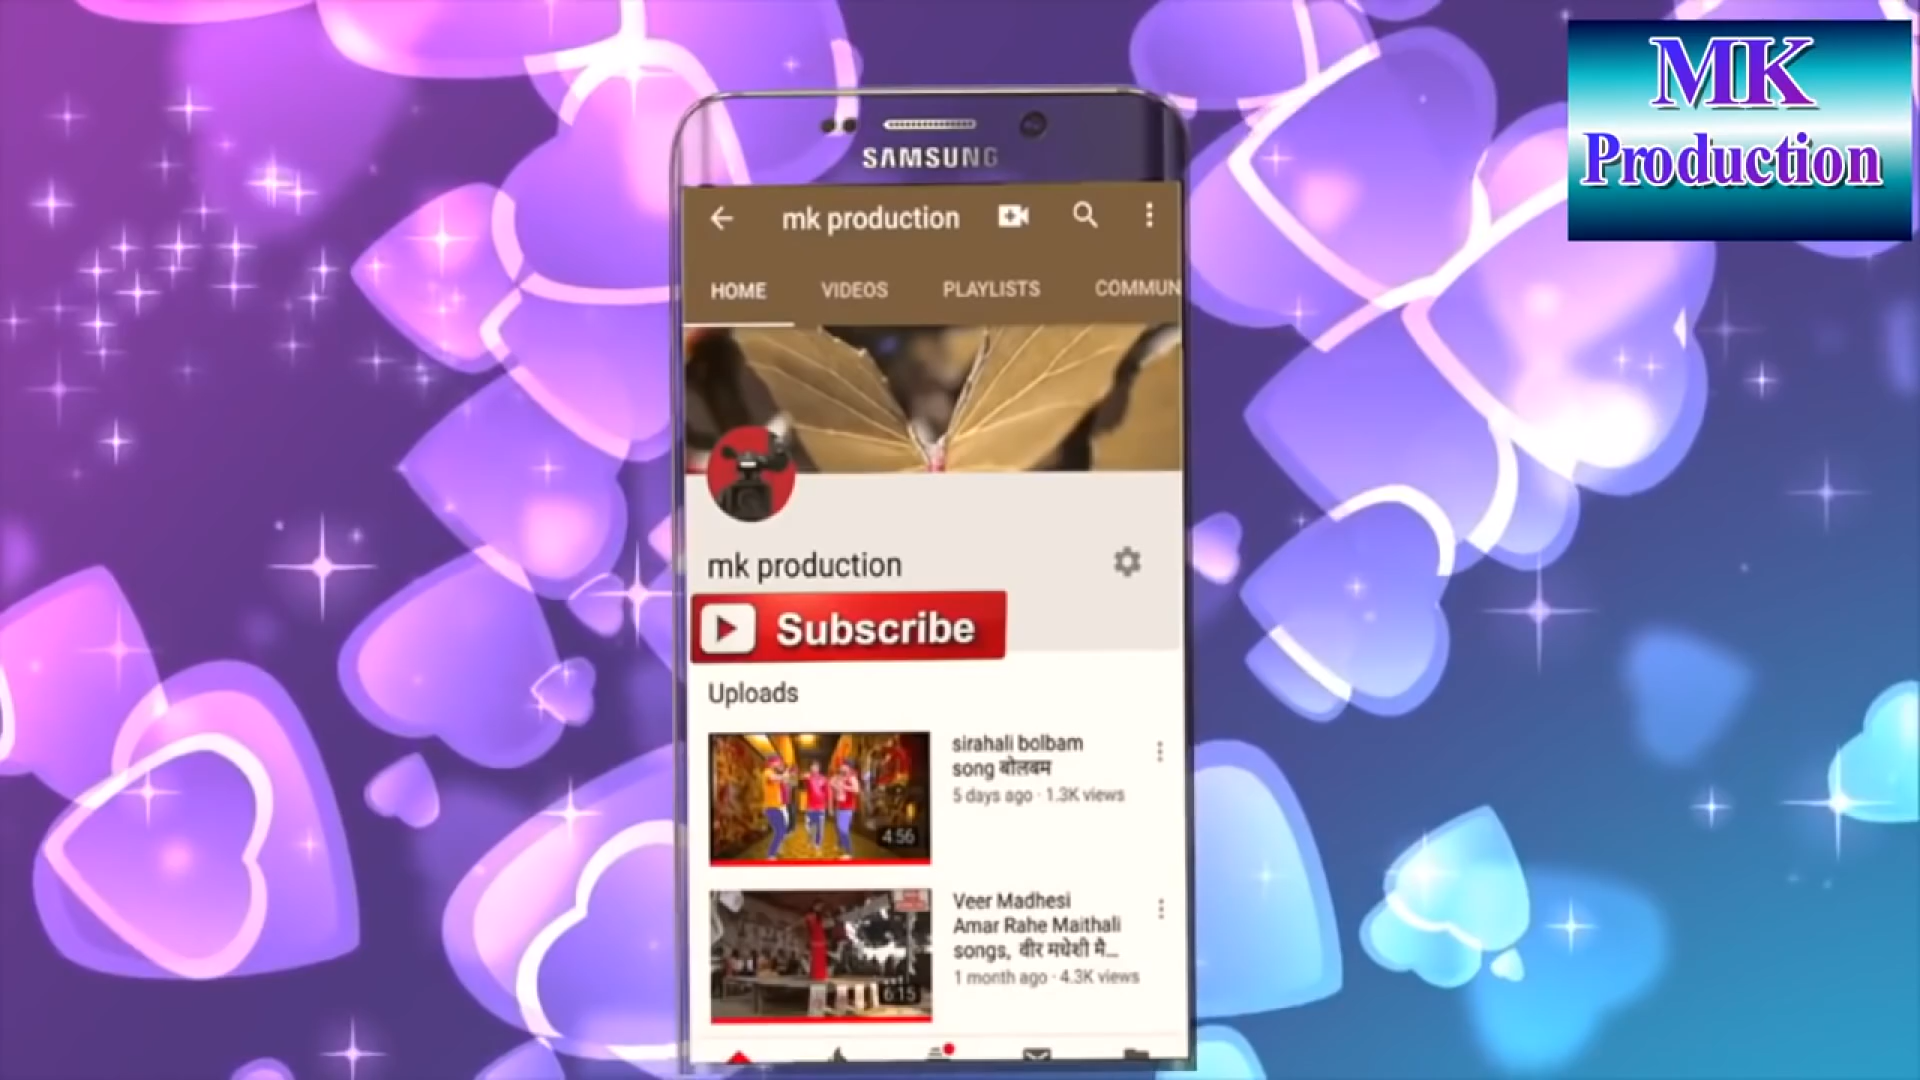 MK
Production
SAMSUNG
mk production
HOME VIDEOS PLAYLISTS COMMUN
mk production
Subscribe
Uploads
sirahali bolbam
song बोलबम
5 days ago · 1.3K views
4:56
Veer Madhesi
Amar Rahe Maithali
songs, वीर मधेशी मै...
1 month ago · 4.3K views
6:15